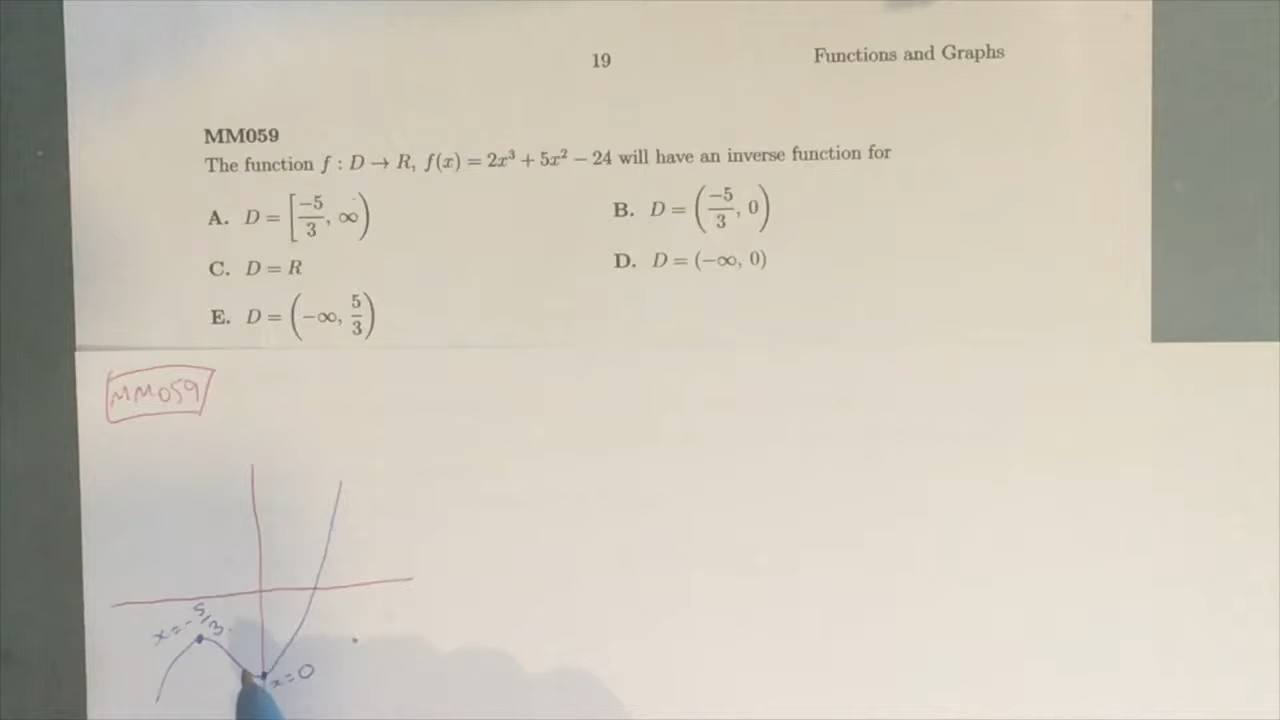 19 Functions and Graphs
MM059
The function f : D → R, f(x) = 2x³ + 5x² − 24 will have an inverse function for
A. D = [−5/3, ∞) B. D = (−5/3, 0)
C. D = R D. D = (−∞, 0)
E. D = (−∞, 5/3)
MM059
x=-5/3
x=0